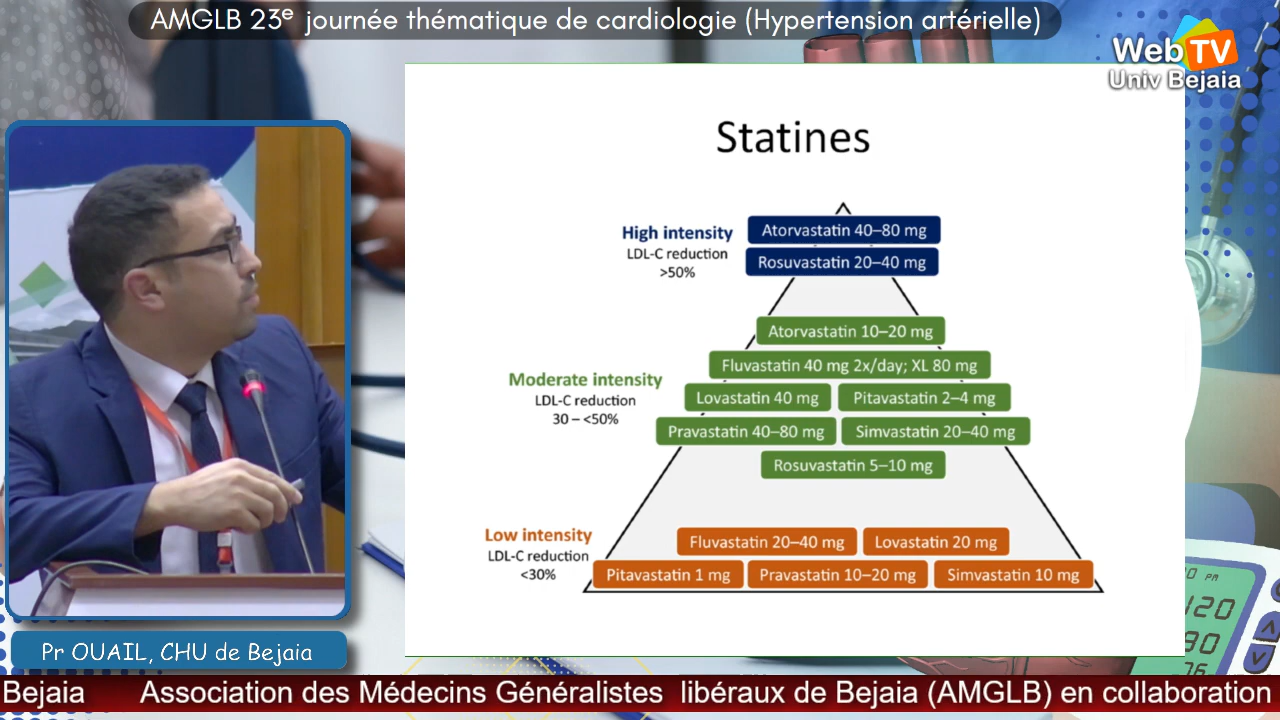 AMGLB 23e journée thématique de cardiologie (Hypertension artérielle)
WebTV
Univ Bejaia
Statines
High intensity
LDL-C reduction
>50%
Atorvastatin 40–80 mg
Rosuvastatin 20–40 mg
Moderate intensity
LDL-C reduction
30 – <50%
Atorvastatin 10–20 mg
Fluvastatin 40 mg 2x/day; XL 80 mg
Lovastatin 40 mg
Pitavastatin 2–4 mg
Pravastatin 40–80 mg
Simvastatin 20–40 mg
Rosuvastatin 5–10 mg
Low intensity
LDL-C reduction
<30%
Fluvastatin 20–40 mg
Lovastatin 20 mg
Pitavastatin 1 mg
Pravastatin 10–20 mg
Simvastatin 10 mg
PM
120
Pr OUAIL, CHU de Bejaia
Bejaia Association des Médecins Généralistes libéraux de Bejaia (AMGLB) en collaboration